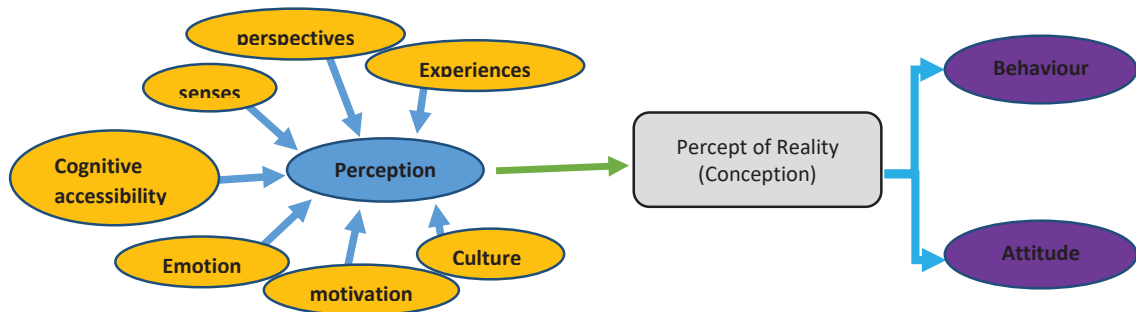 perspectives
Experiences
senses
Cognitive
accessibility
Perception
Emotion
motivation
Culture
Percept of Reality
(Conception)
Behaviour
Attitude